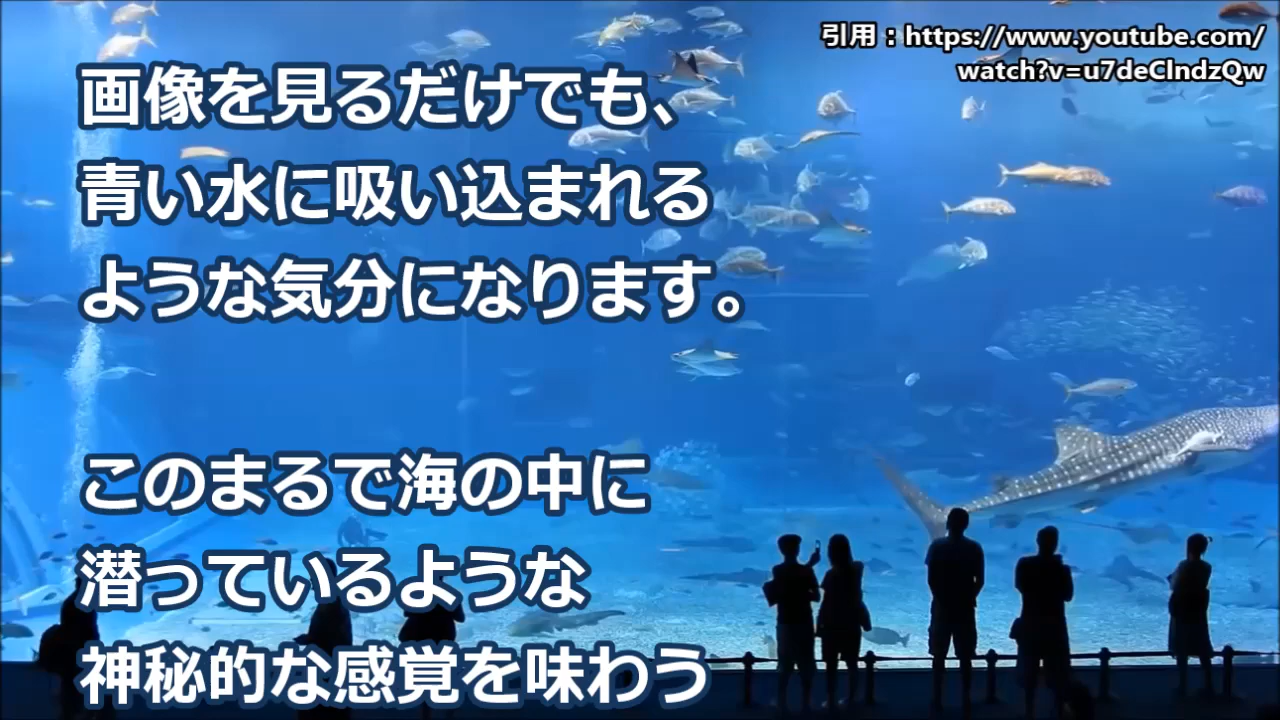 引用：https://www.youtube.com/
watch?v=u7deClndzQw
画像を見るだけでも、
青い水に吸い込まれる
ような気分になります。
このまるで海の中に
潜っているような
神秘的な感覚を味わう